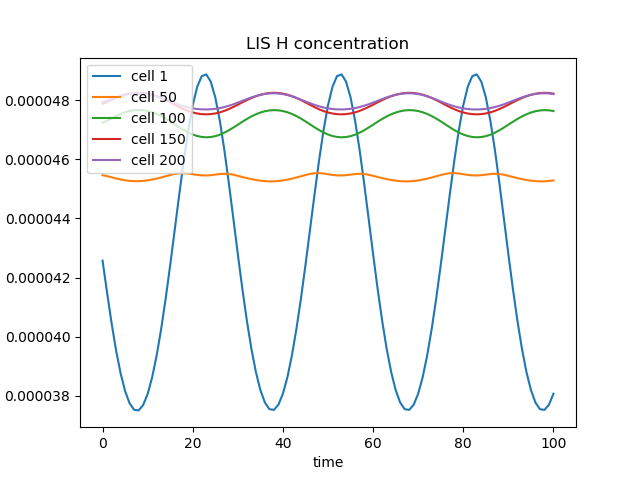 LIS H concentration
cell 1
cell 50
cell 100
cell 150
cell 200
0.000048
0.000046
0.000044
0.000042
0.000040
0.000038
0 20 40 60 80 100
time